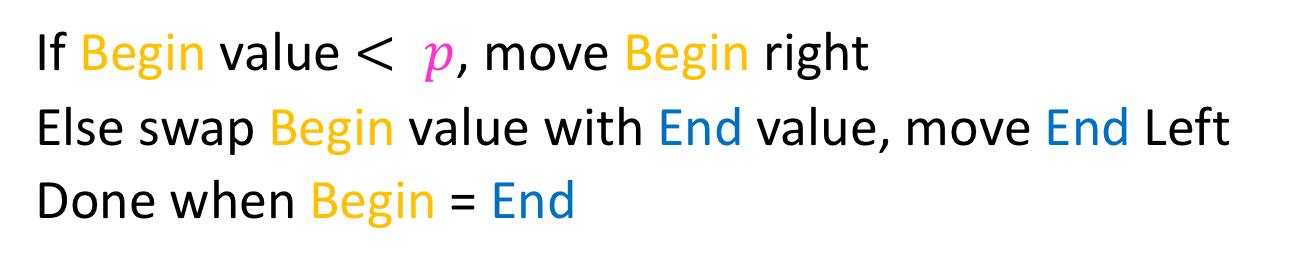 If Begin value < p, move Begin right
Else swap Begin value with End value, move End Left
Done when Begin = End